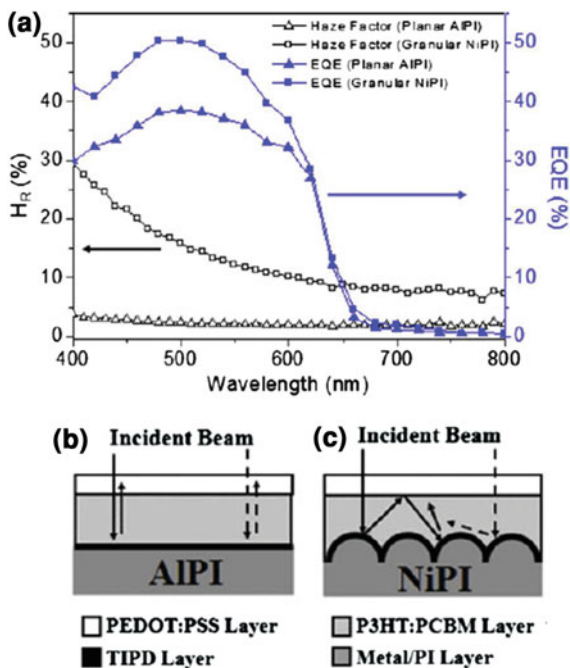 (a)
Haze Factor (Planar AlPI)
Haze Factor (Granular NiPI)
EQE (Planar AlPI)
EQE (Granular NiPI)
50
40
30
20
10
0
H_R (%)
50
40
30
20
10
0
EQE (%)
400 500 600 700 800
Wavelength (nm)
(b)
Incident Beam
AlPI
(c)
Incident Beam
NiPI
PEDOT:PSS Layer
P3HT:PCBM Layer
TIPD Layer
Metal/PI Layer